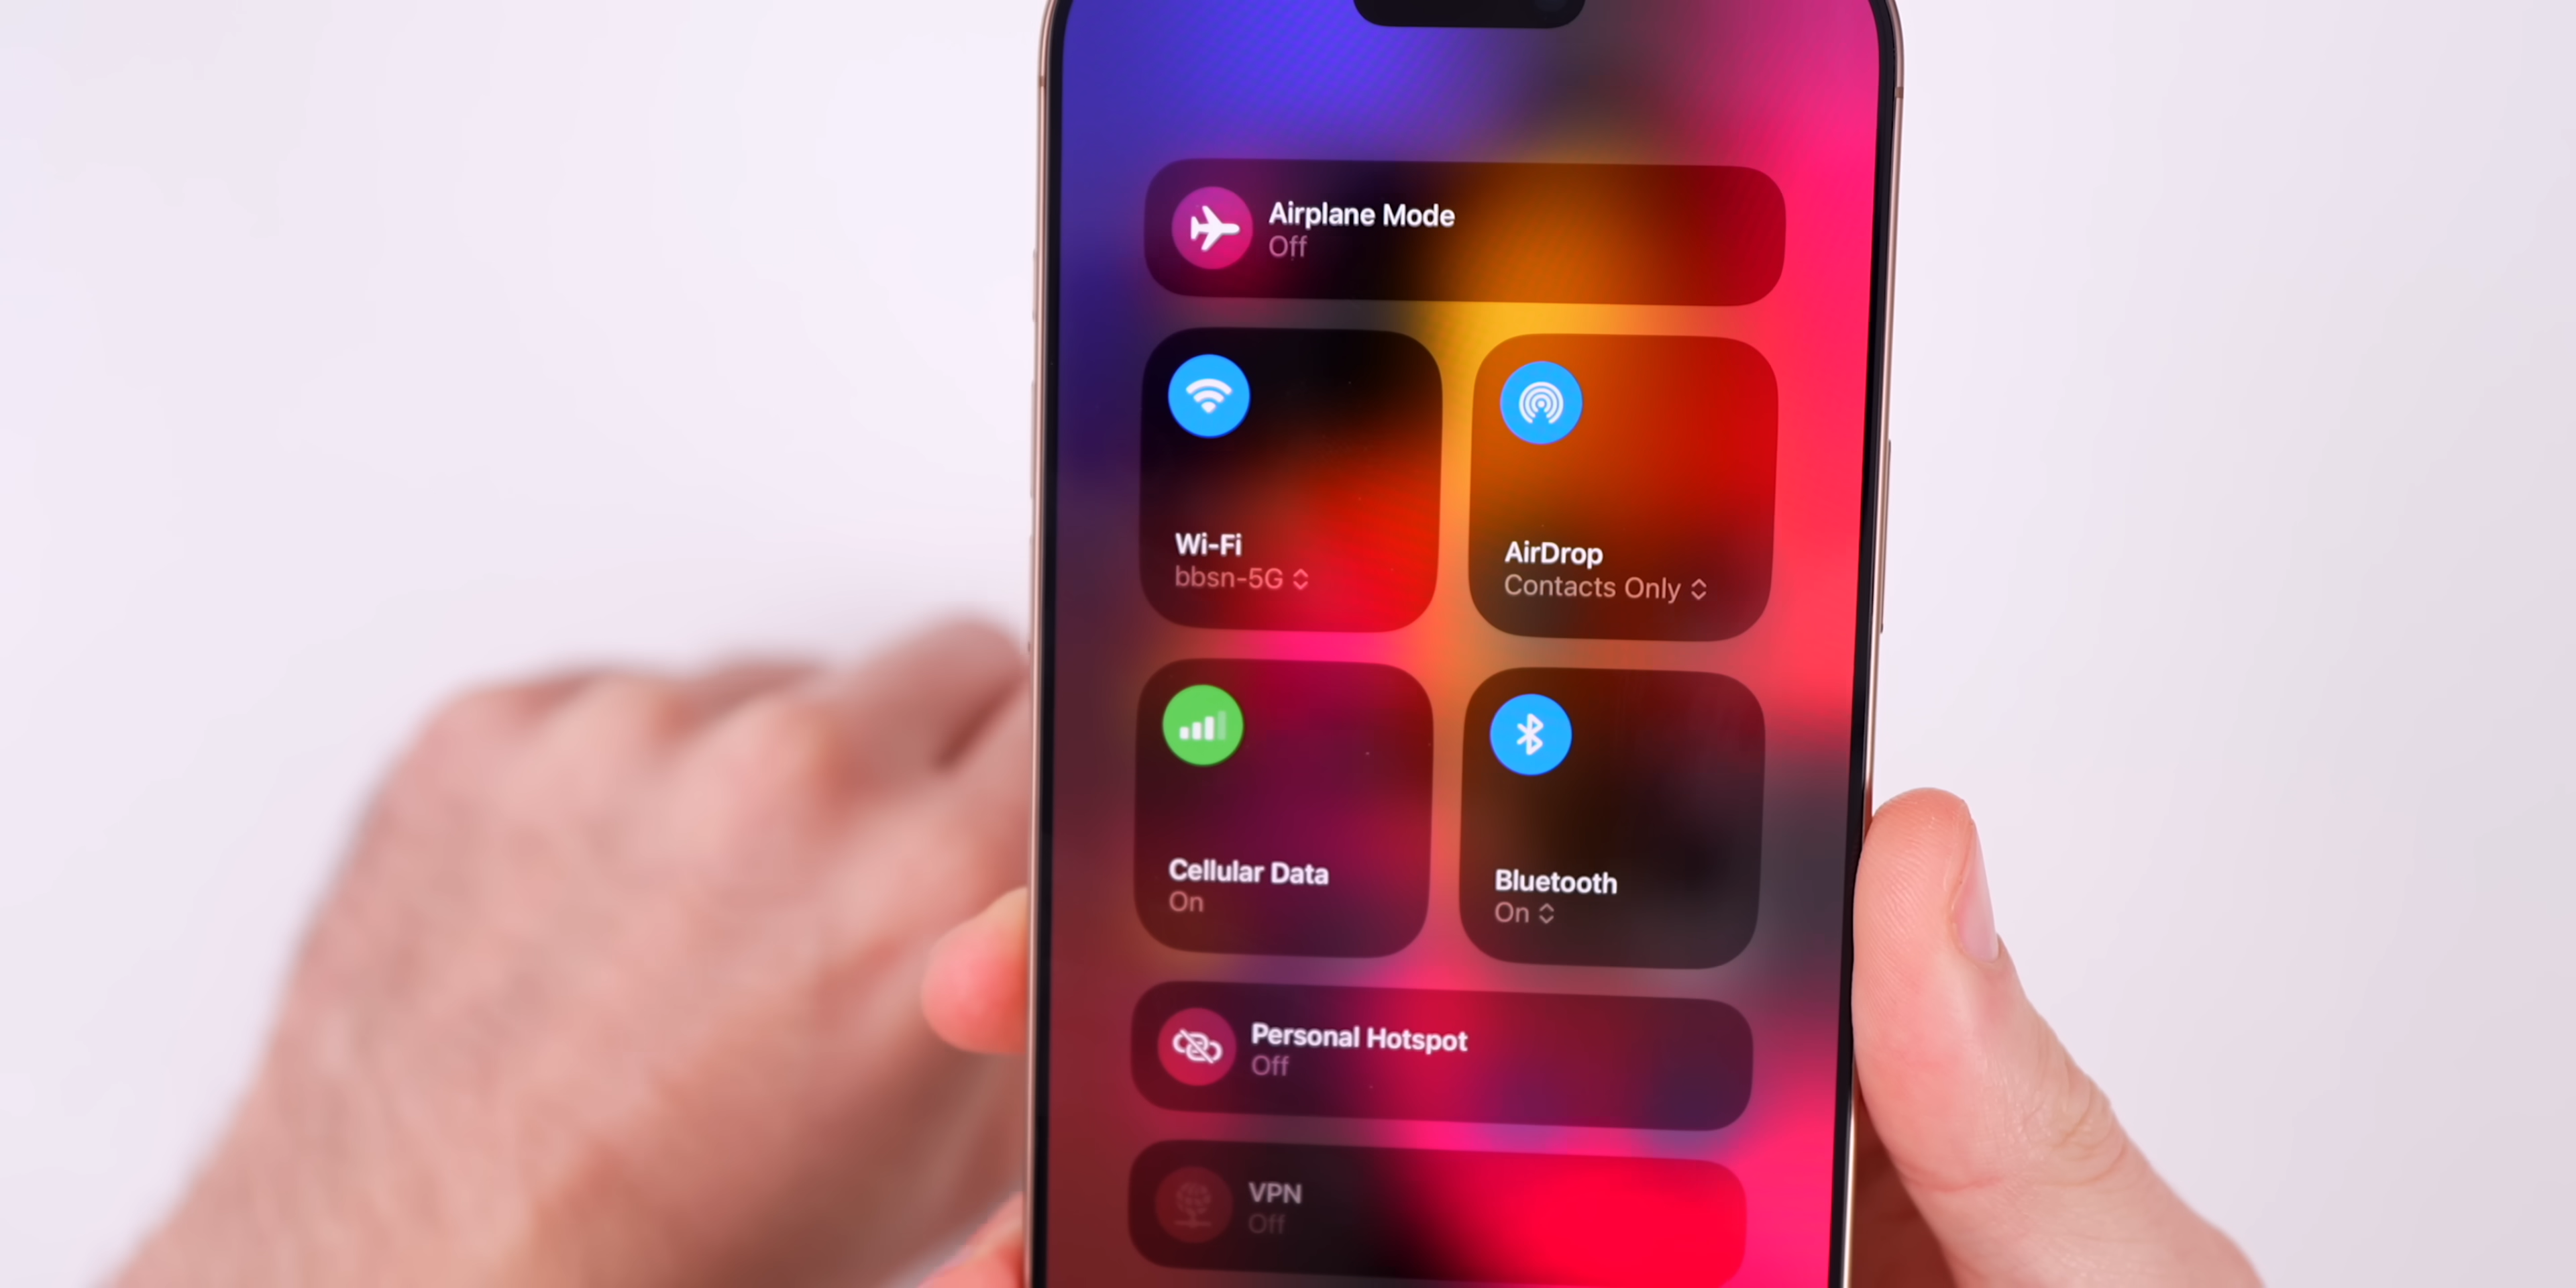 Airplane Mode
Off
Wi-Fi
bbsn-5G
AirDrop
Contacts Only
Cellular Data
On
Bluetooth
On
Personal Hotspot
Off
VPN
Off